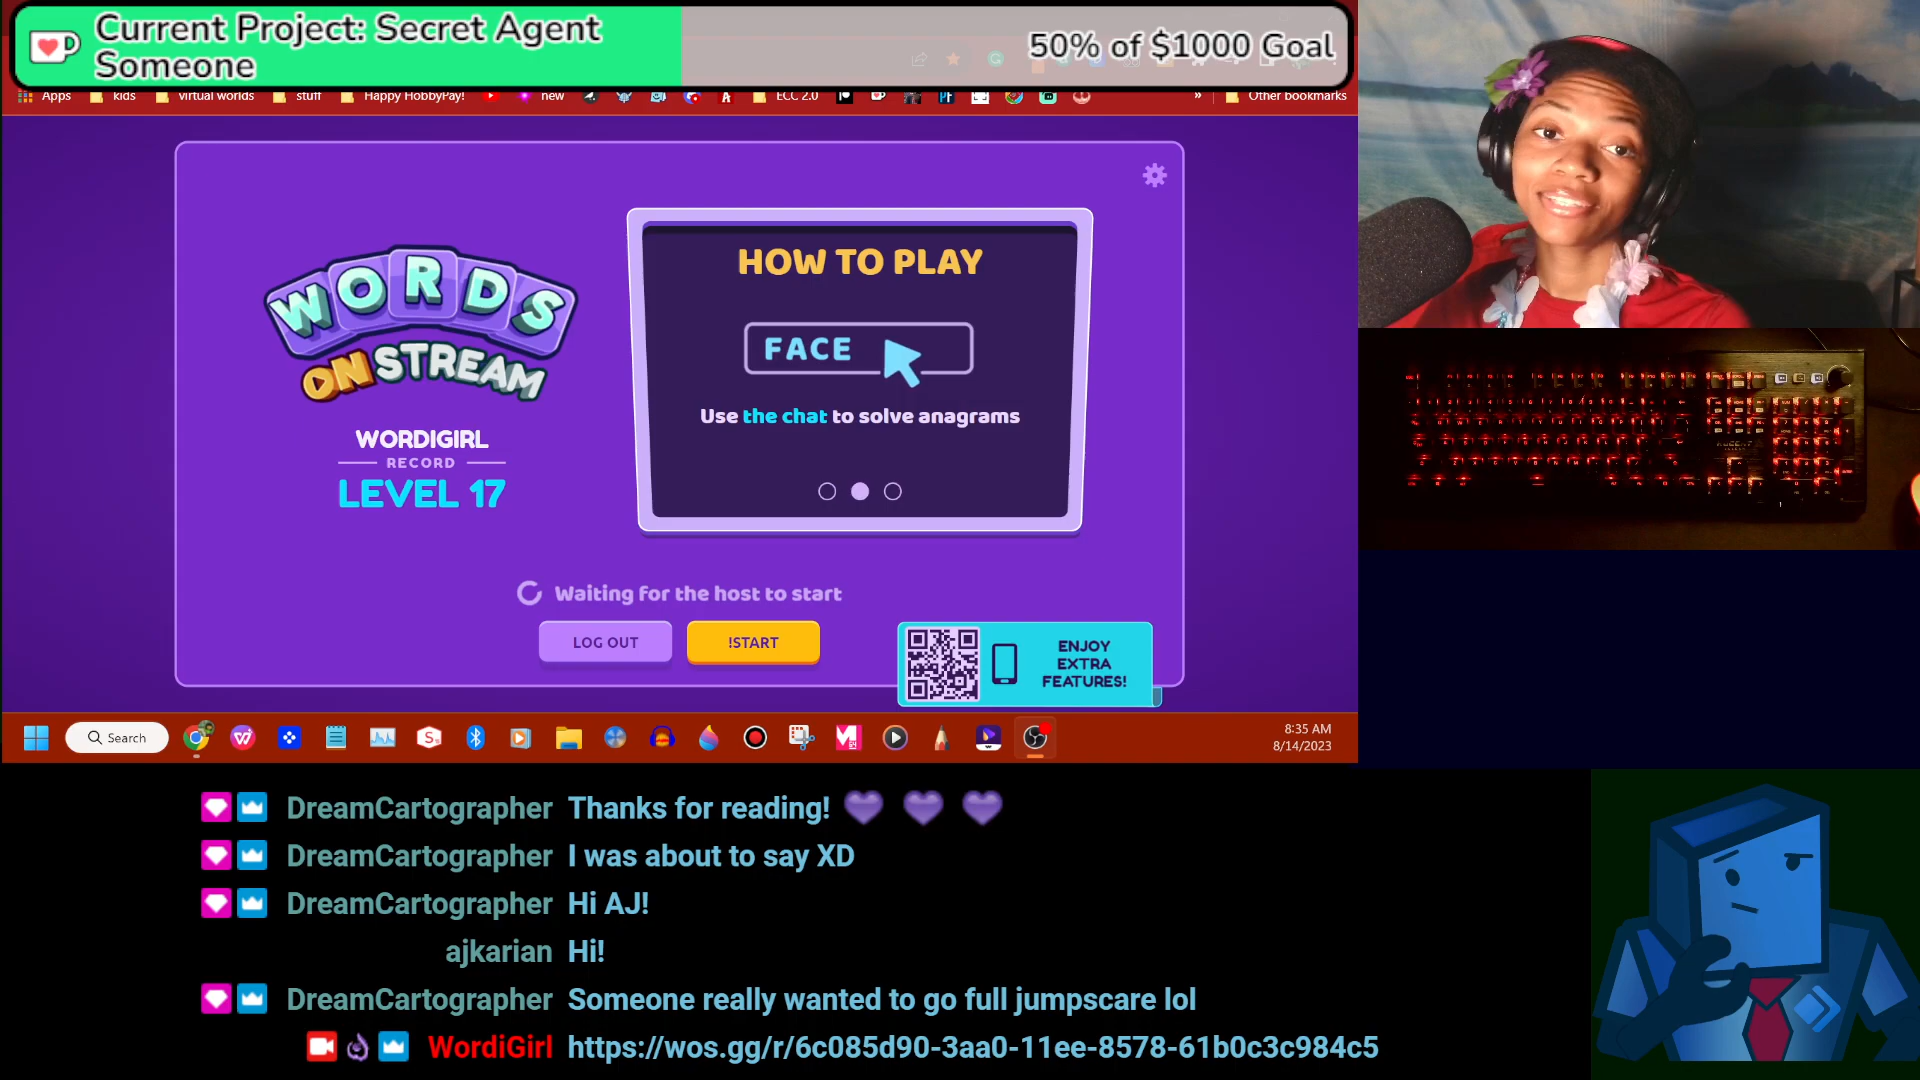 Current Project: Secret Agent
Someone
50% of $1000 Goal
Apps
kids
virtual worlds
stuff
Happy HobbyPay!
new
ECC 2.0
»
Other bookmarks
WORDS
ON STREAM
WORDIGIRL
RECORD
LEVEL 17
HOW TO PLAY
FACE
Use the chat to solve anagrams
Waiting for the host to start
LOG OUT
!START
ENJOY
EXTRA
FEATURES!
Search
8:35 AM
8/14/2023
DreamCartographer Thanks for reading!
DreamCartographer I was about to say XD
DreamCartographer Hi AJ!
ajkarian Hi!
DreamCartographer Someone really wanted to go full jumpscare lol
WordiGirl https://wos.gg/r/6c085d90-3aa0-11ee-8578-61b0c3c984c5